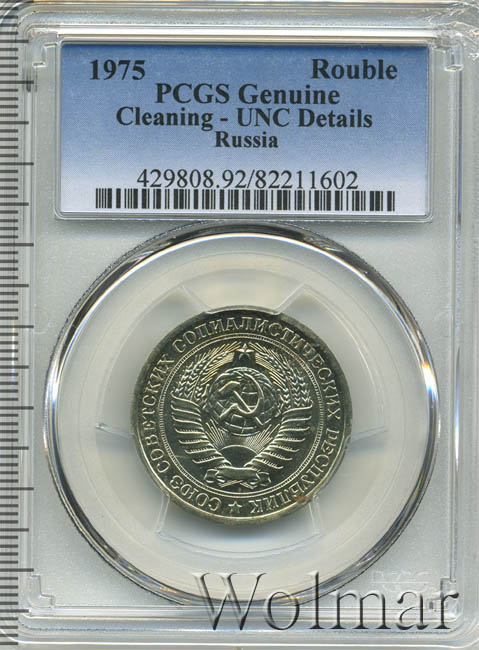 1975 Rouble
PCGS Genuine
Cleaning - UNC Details
Russia
429808.92/82211602
СОЮЗ СОВЕТСКИХ СОЦИАЛИСТИЧЕСКИХ РЕСПУБЛИК
Wolmar